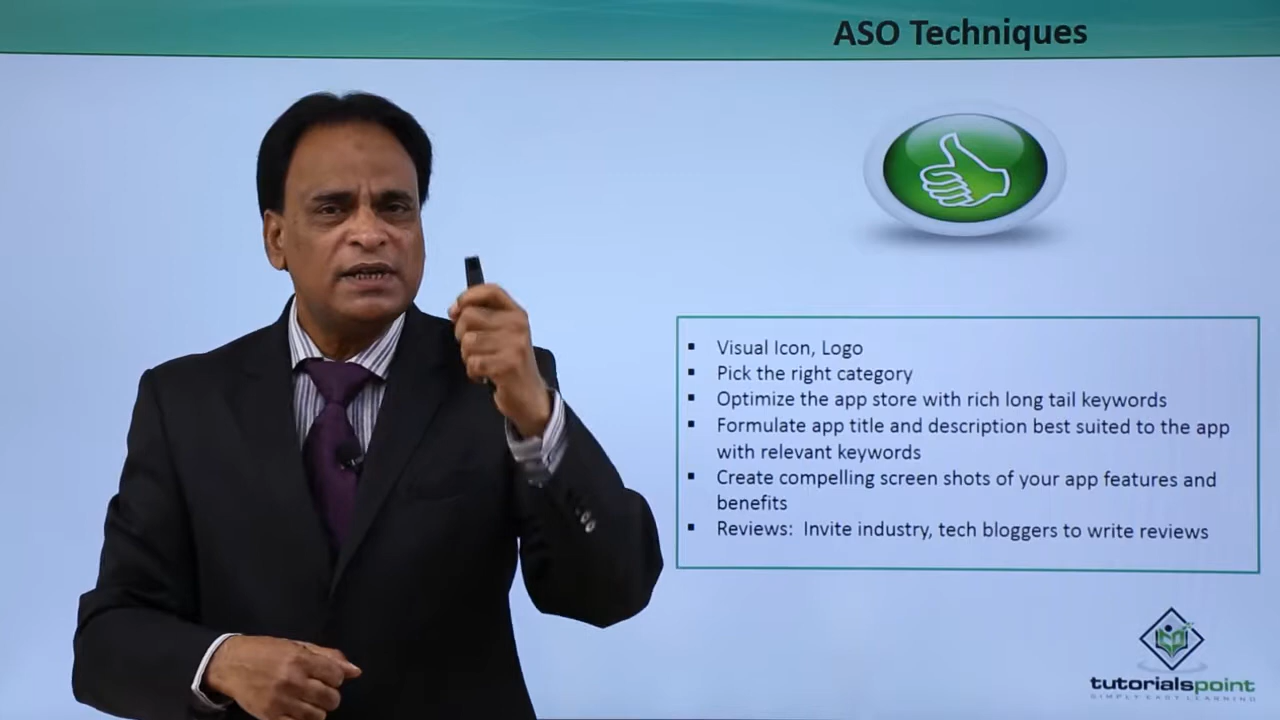 ASO Techniques
▪ Visual Icon, Logo
▪ Pick the right category
▪ Optimize the app store with rich long tail keywords
▪ Formulate app title and description best suited to the app
with relevant keywords
▪ Create compelling screen shots of your app features and
benefits
▪ Reviews:  Invite industry, tech bloggers to write reviews
tutorialspoint
SIMPLY EASY LEARNING